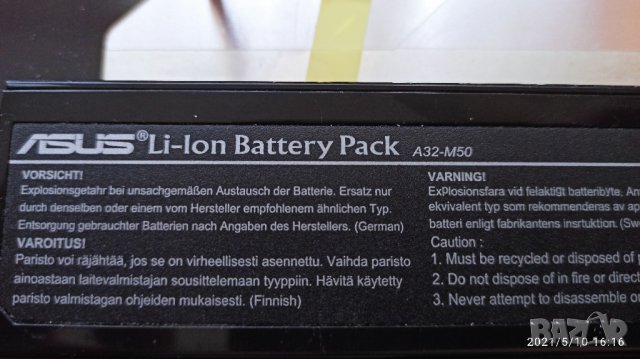 ASUS® Li-Ion Battery Pack A32-M50
VORSICHT!
Explosionsgetahr bei unsachgemäßen Austausch der Batterie. Ersatz nur
durch denselben oder einem vom Hersteller empfohlenem ähnlichen Typ.
Entsorgung gebrauchter Batterien nach Angaben des Herstellers. (German)
VAROITUS!
Paristo voi räjähtää, jos se on virheellisesti asennettu. Vaihda paristo
ainoastaan laitevalmistajan sousittelemaan tyyppiin. Hävitä käytetty
paristo valmistagan ohjeiden mukaisesti. (Finnish)
VARNING!
ExPlosionsfara vid felaktigt batteribyte. An
ekvivalent typ som rekommenderas av ap
batteri enligt fabrikantens insrtuktion. (Sw
Caution :
1. Must be recycled or disposed of p
2. Do not dispose of in fire or direct
3. Never attempt to disassemble o
BAZAR
bg
2021/5/10 16:16